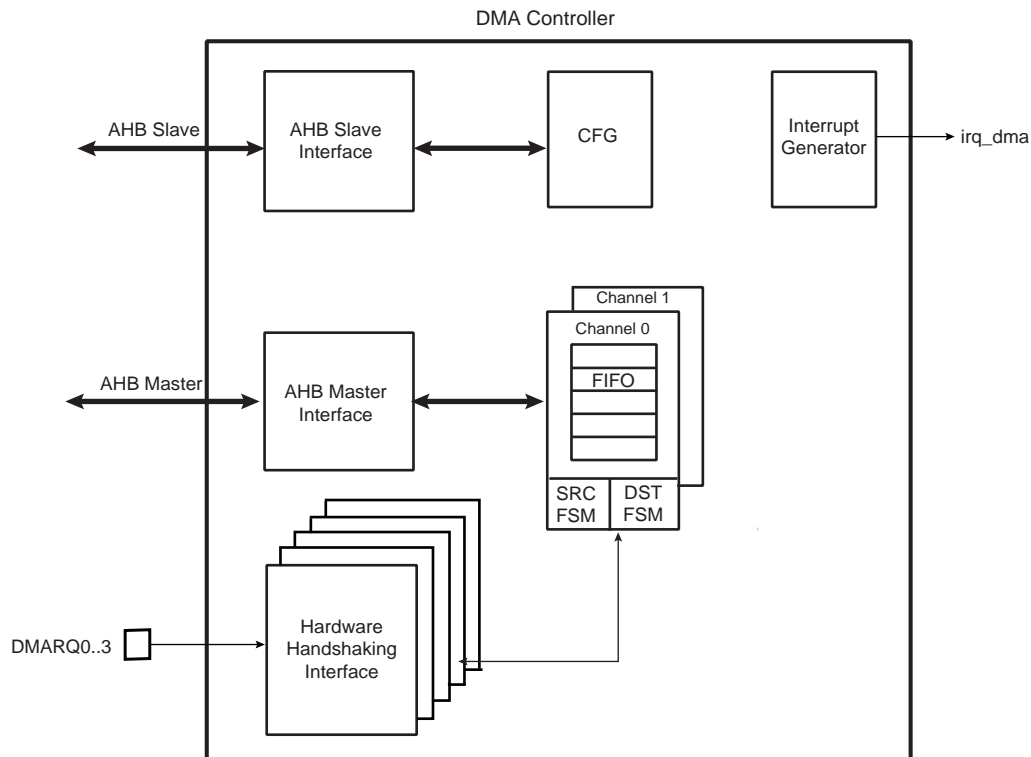 DMA Controller
AHB Slave
AHB Slave
Interface
CFG
Interrupt
Generator
irq_dma
Channel 1
Channel 0
FIFO
AHB Master
AHB Master
Interface
SRC
FSM
DST
FSM
DMARQ0..3
Hardware
Handshaking
Interface